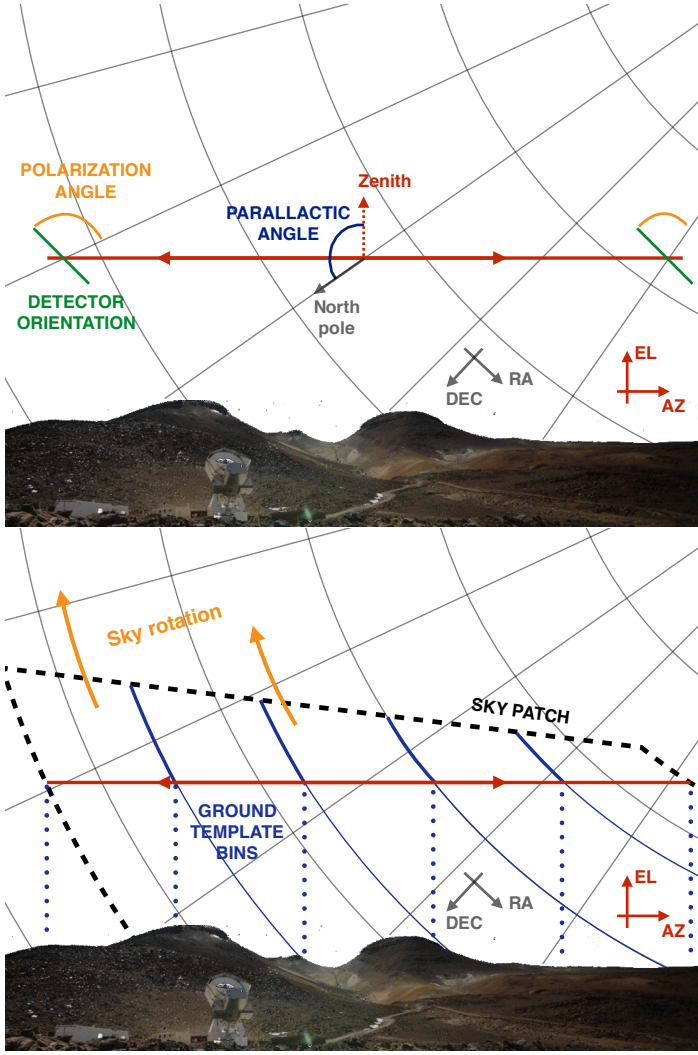 POLARIZATION
ANGLE
Zenith
PARALLACTIC
ANGLE
DETECTOR
ORIENTATION
North
pole
RA
DEC
EL
AZ
Sky rotation
SKY PATCH
GROUND
TEMPLATE
BINS
RA
DEC
EL
AZ